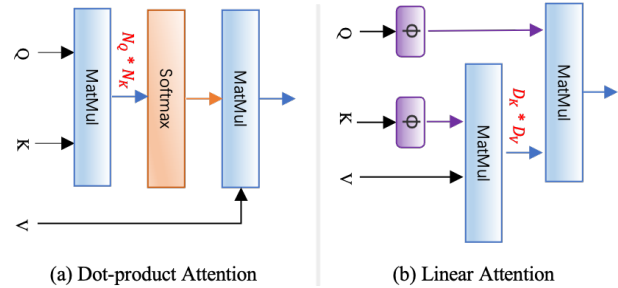 Q
K
V
MatMul
N_Q * N_K
Softmax
MatMul
(a) Dot-product Attention
Q
K
V
ϕ
ϕ
MatMul
D_K * D_V
MatMul
(b) Linear Attention